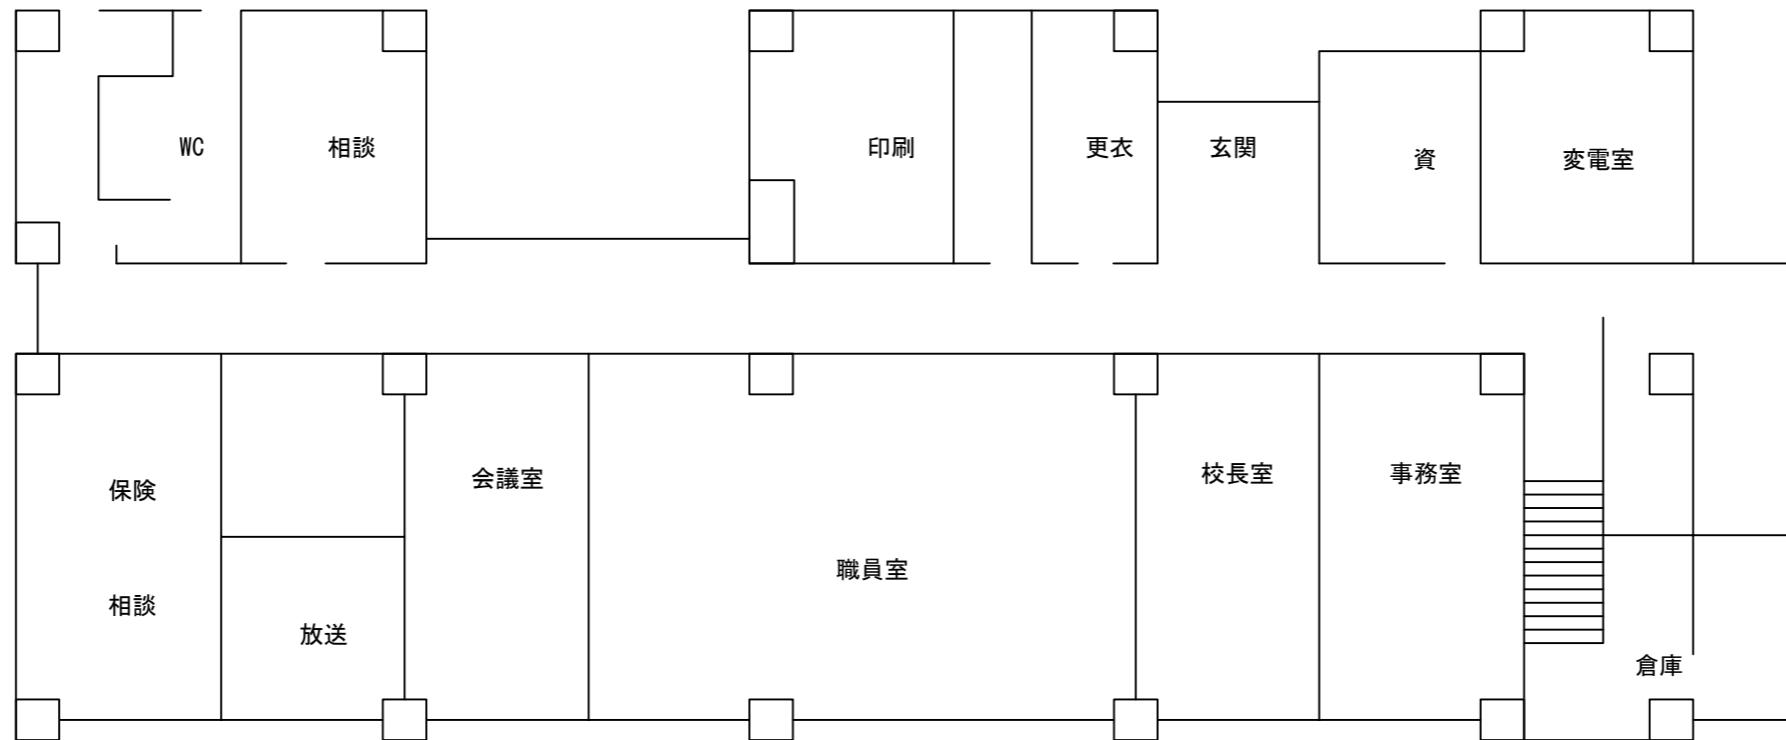 WC
相談
印刷
更衣
玄関
資
変電室
保険
相談
放送
会議室
職員室
校長室
事務室
倉庫